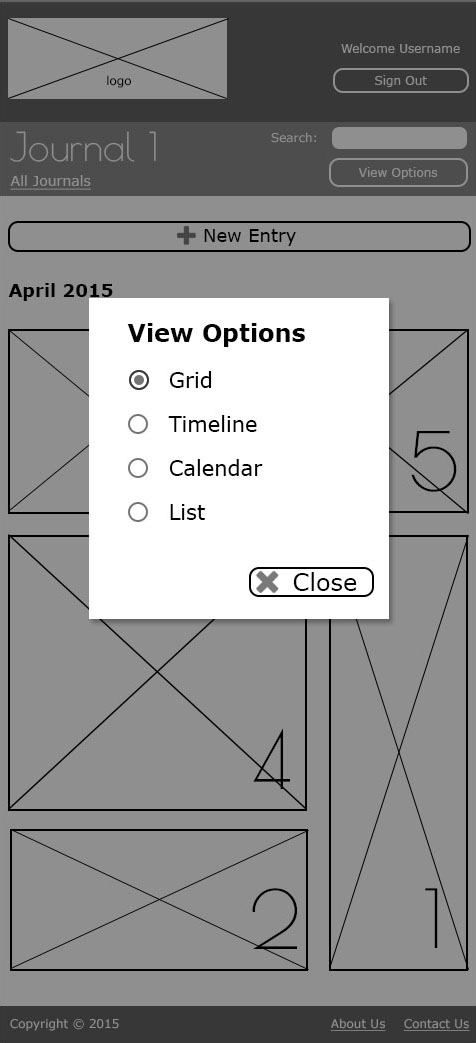 logo
Welcome Username
Sign Out
Journal 1
Search:
All Journals
View Options
New Entry
April 2015
View Options
Grid
Timeline
Calendar
List
Close
5
4
2
1
Copyright © 2015
About Us
Contact Us